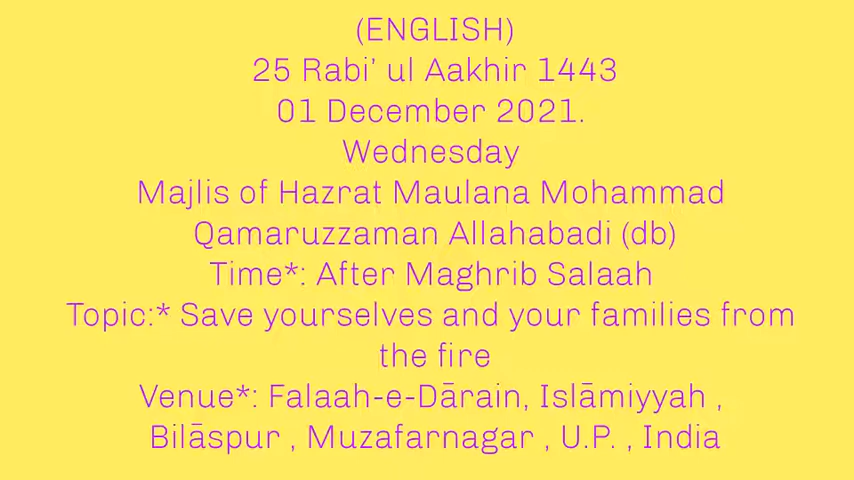 (ENGLISH)
25 Rabi’ ul Aakhir 1443
01 December 2021.
Wednesday
Majlis of Hazrat Maulana Mohammad
Qamaruzzaman Allahabadi (db)
Time*: After Maghrib Salaah
Topic:* Save yourselves and your families from
the fire
Venue*: Falaah-e-Dārain, Islāmiyyah ,
Bilāspur , Muzafarnagar , U.P. , India